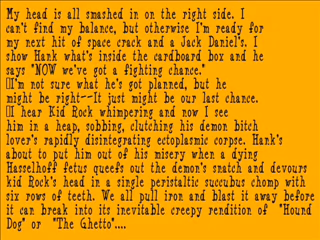 My head is all smashed in on the right side. I
can't find my balance, but otherwise I'm ready for
my next hit of space crack and a Jack Daniel's. I
show Hank what's inside the cardboard box and he
says "NOW we've got a fighting chance."
I'm not sure what he's got planned, but he
might be right--It just might be our last chance.
I hear Kid Rock whimpering and now I see
him in a heap, sobbing, clutching his demon bitch
lover's rapidly disintegrating ectoplasmic corpse. Hank's
about to put him out of his misery when a dying
Hasselhoff fetus queefs out the demon's snatch and devours
kid Rock's head in a single peristaltic succubus chomp with
six rows of teeth. We all pull iron and blast it away before
it can break into its inevitable creepy rendition of "Hound
Dog" or "The Ghetto"....